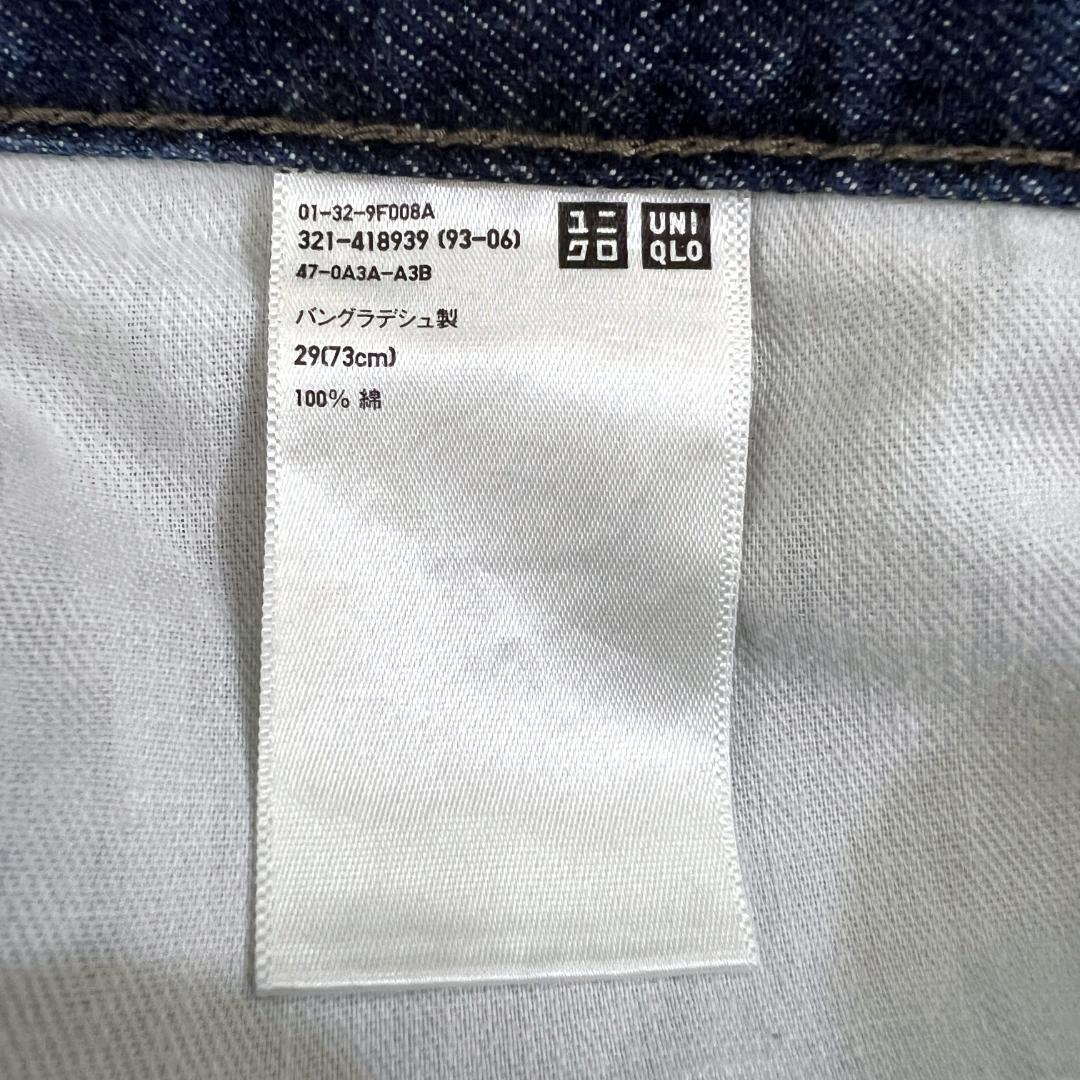 01-32-9F008A
321-418939 (93-06)
47-0A3A-A3B
バングラデシュ製
29(73cm)
100% 綿
ユニ
クロ
UNI
QLO